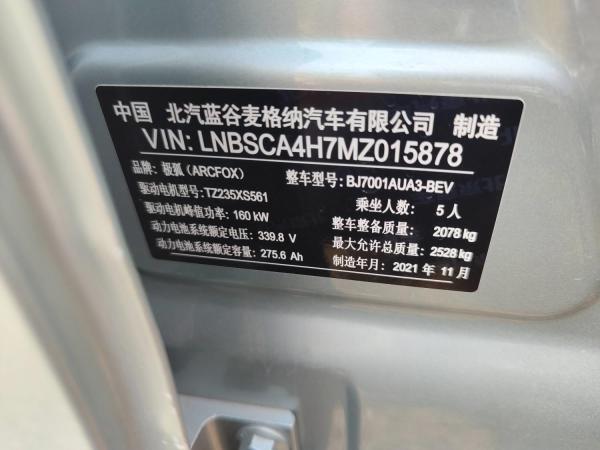 中国 北汽蓝谷麦格纳汽车有限公司 制造
VIN: LNBSCA4H7MZ015878
品牌: 极狐 (ARCFOX) 整车型号: BJ7001AUA3-BEV
驱动电机型号: TZ235XS561 乘坐人数: 5 人
驱动电机峰值功率: 160 kW 整车整备质量: 2078 kg
动力电池系统额定电压: 339.8 V 最大允许总质量: 2528 kg
动力电池系统额定容量: 275.6 Ah 制造年月: 2021 年 11 月